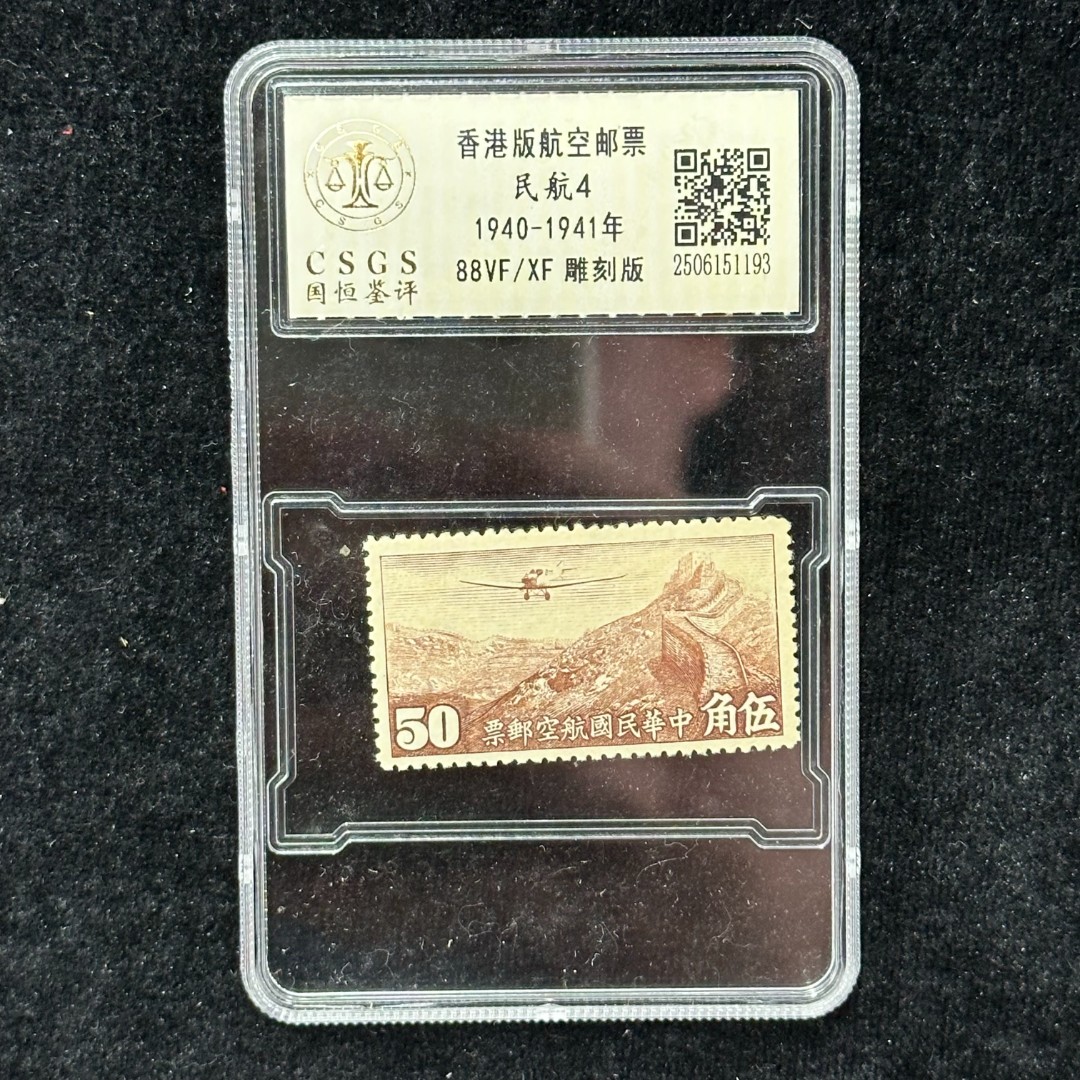 CSGS
国恒鉴评
香港版航空邮票
民航4
1940-1941年
88VF/XF 雕刻版
2506151193
50
票郵空航國民華中
角伍